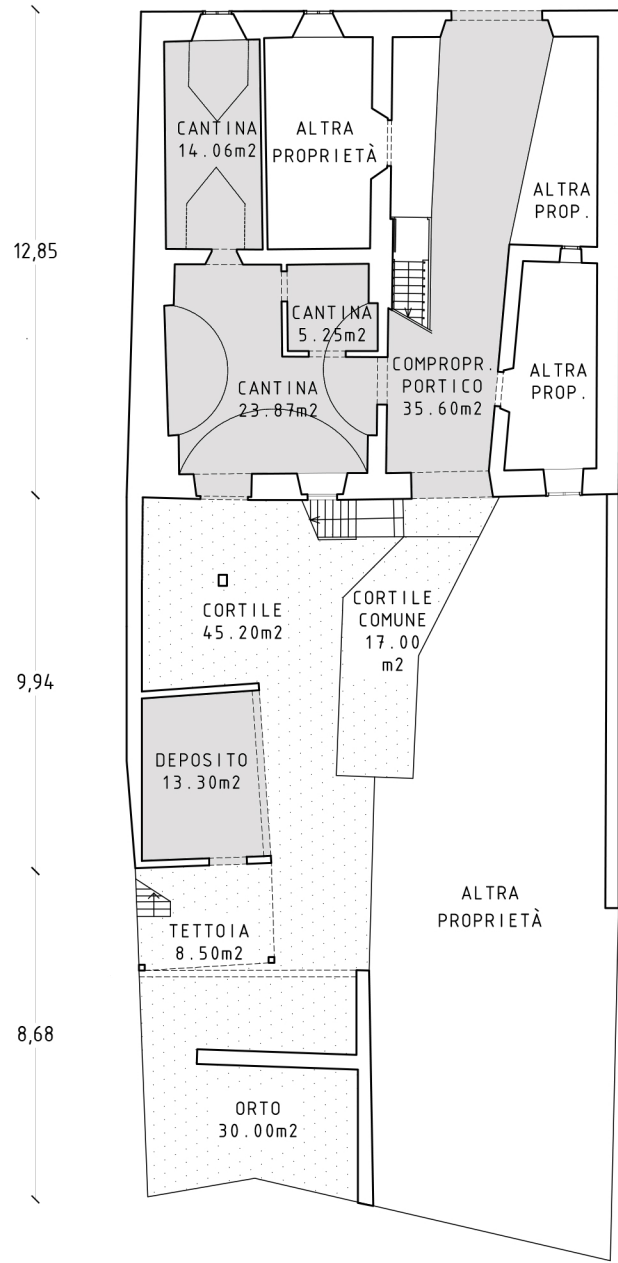 CANTINA
14.06m2
ALTRA
PROPRIETÀ
ALTRA
PROP.
12,85
CANTINA
5.25m2
COMPROPR.
PORTICO
35.60m2
ALTRA
PROP.
CANTINA
23.87m2
CORTILE
45.20m2
CORTILE
COMUNE
17.00
m2
9,94
DEPOSITO
13.30m2
ALTRA
PROPRIETÀ
TETTOIA
8.50m2
8,68
ORTO
30.00m2